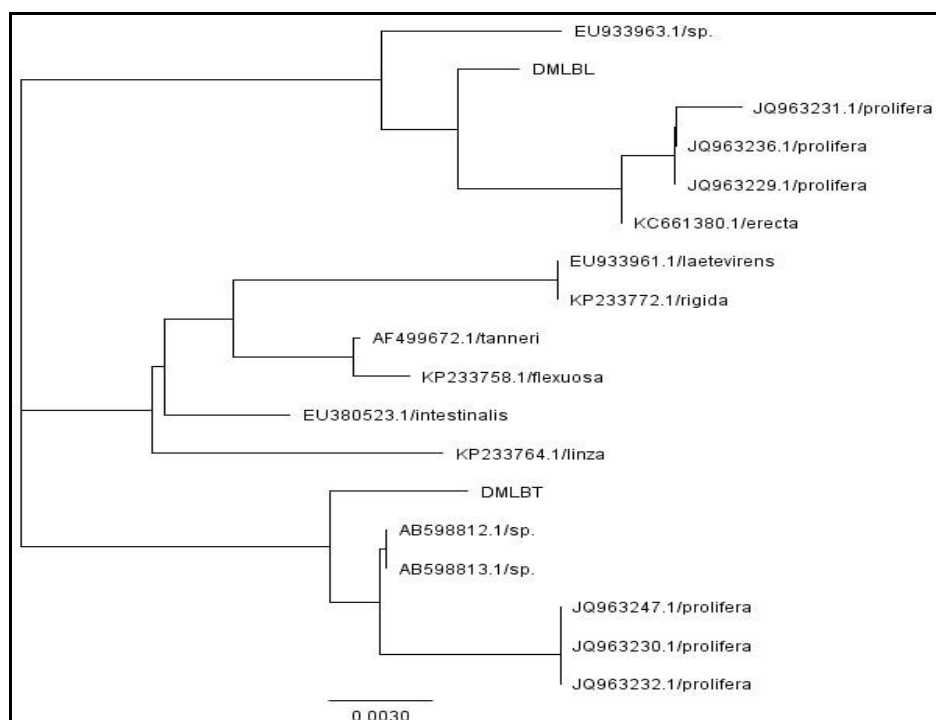 EU933963.1/sp.
DMLBL
JQ963231.1/prolifera
JQ963236.1/prolifera
JQ963229.1/prolifera
KC661380.1/erecta
EU933961.1/laetevirens
KP233772.1/rigida
AF499672.1/tanneri
KP233758.1/flexuosa
EU380523.1/intestinalis
KP233764.1/linza
DMLBT
AB598812.1/sp.
AB598813.1/sp.
JQ963247.1/prolifera
JQ963230.1/prolifera
JQ963232.1/prolifera
0.0030